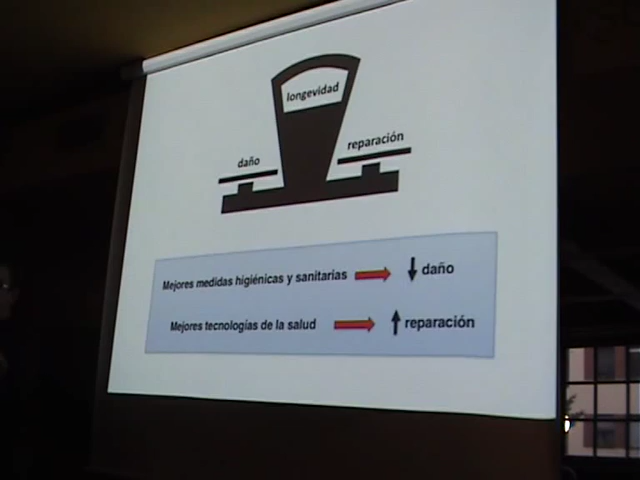 longevidad
daño
reparación
Mejores medidas higiénicas y sanitarias daño
Mejores tecnologías de la salud reparación